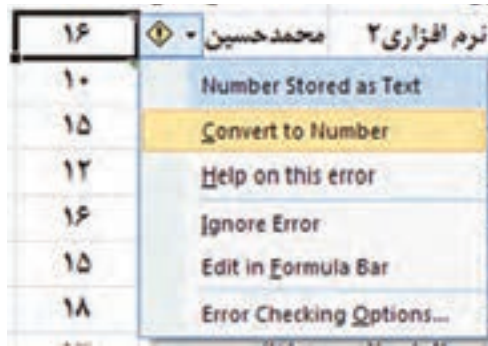 نرم افزاری۲ محمدحسین ۱۶
۱۰
Number Stored as Text
۱۵
Convert to Number
۱۲
Help on this error
۱۶
Ignore Error
۱۵
Edit in Formula Bar
۱۸
Error Checking Options...